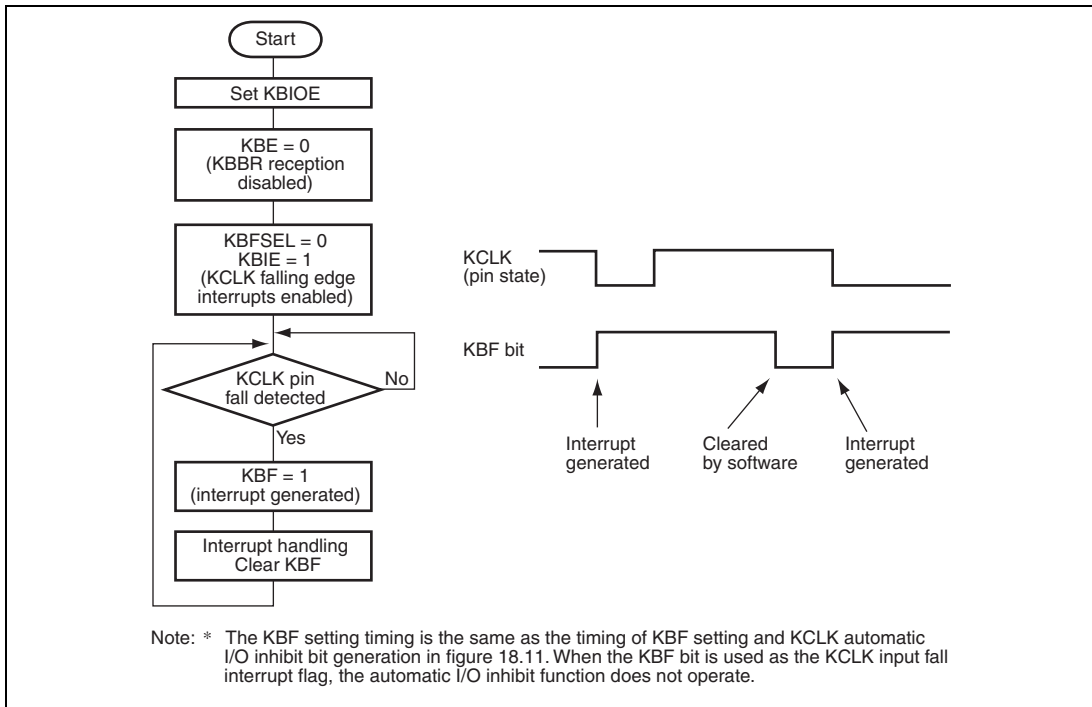 Start
Set KBIOE
KBE = 0
(KBBR reception
disabled)
KBFSEL = 0
KBIE = 1
(KCLK falling edge
interrupts enabled)
KCLK pin
fall detected
No
Yes
KBF = 1
(interrupt generated)
Interrupt handling
Clear KBF
KCLK
(pin state)
KBF bit
Interrupt
generated
Cleared
by software
Interrupt
generated
Note: * The KBF setting timing is the same as the timing of KBF setting and KCLK automatic
I/O inhibit bit generation in figure 18.11. When the KBF bit is used as the KCLK input fall
interrupt flag, the automatic I/O inhibit function does not operate.